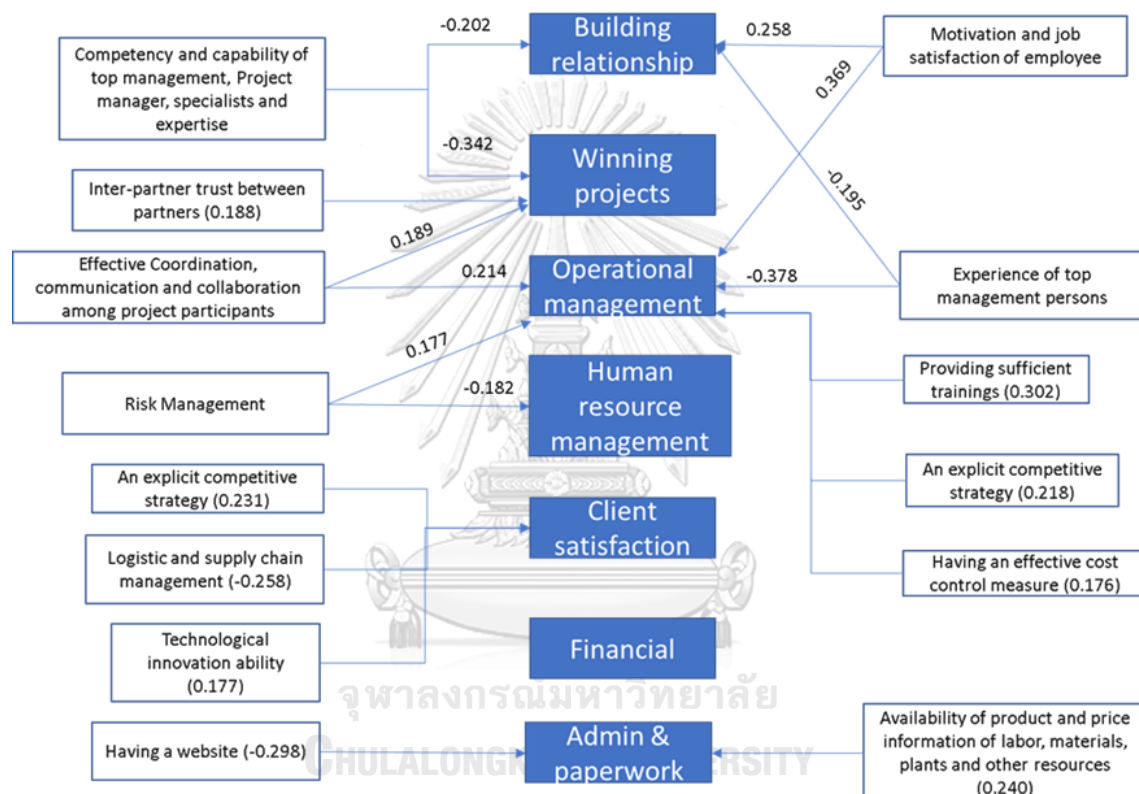 Competency and capability of
top management, Project
manager, specialists and
expertise
Inter-partner trust between
partners (0.188)
Effective Coordination,
communication and collaboration
among project participants
Risk Management
An explicit competitive
strategy (0.231)
Logistic and supply chain
management (-0.258)
Technological
innovation ability
(0.177)
Having a website (-0.298)
-0.202
-0.342
0.189
0.214
0.177
-0.182
Building
relationship
Winning
projects
Operational
management
Human
resource
management
Client
satisfaction
Financial
Admin &
paperwork
0.258
0.369
-0.195
-0.378
Motivation and job
satisfaction of employee
Experience of top
management persons
Providing sufficient
trainings (0.302)
An explicit competitive
strategy (0.218)
Having an effective cost
control measure (0.176)
Availability of product and price
information of labor, materials,
plants and other resources
(0.240)
จุฬาลงกรณ์มหาวิทยาลัย